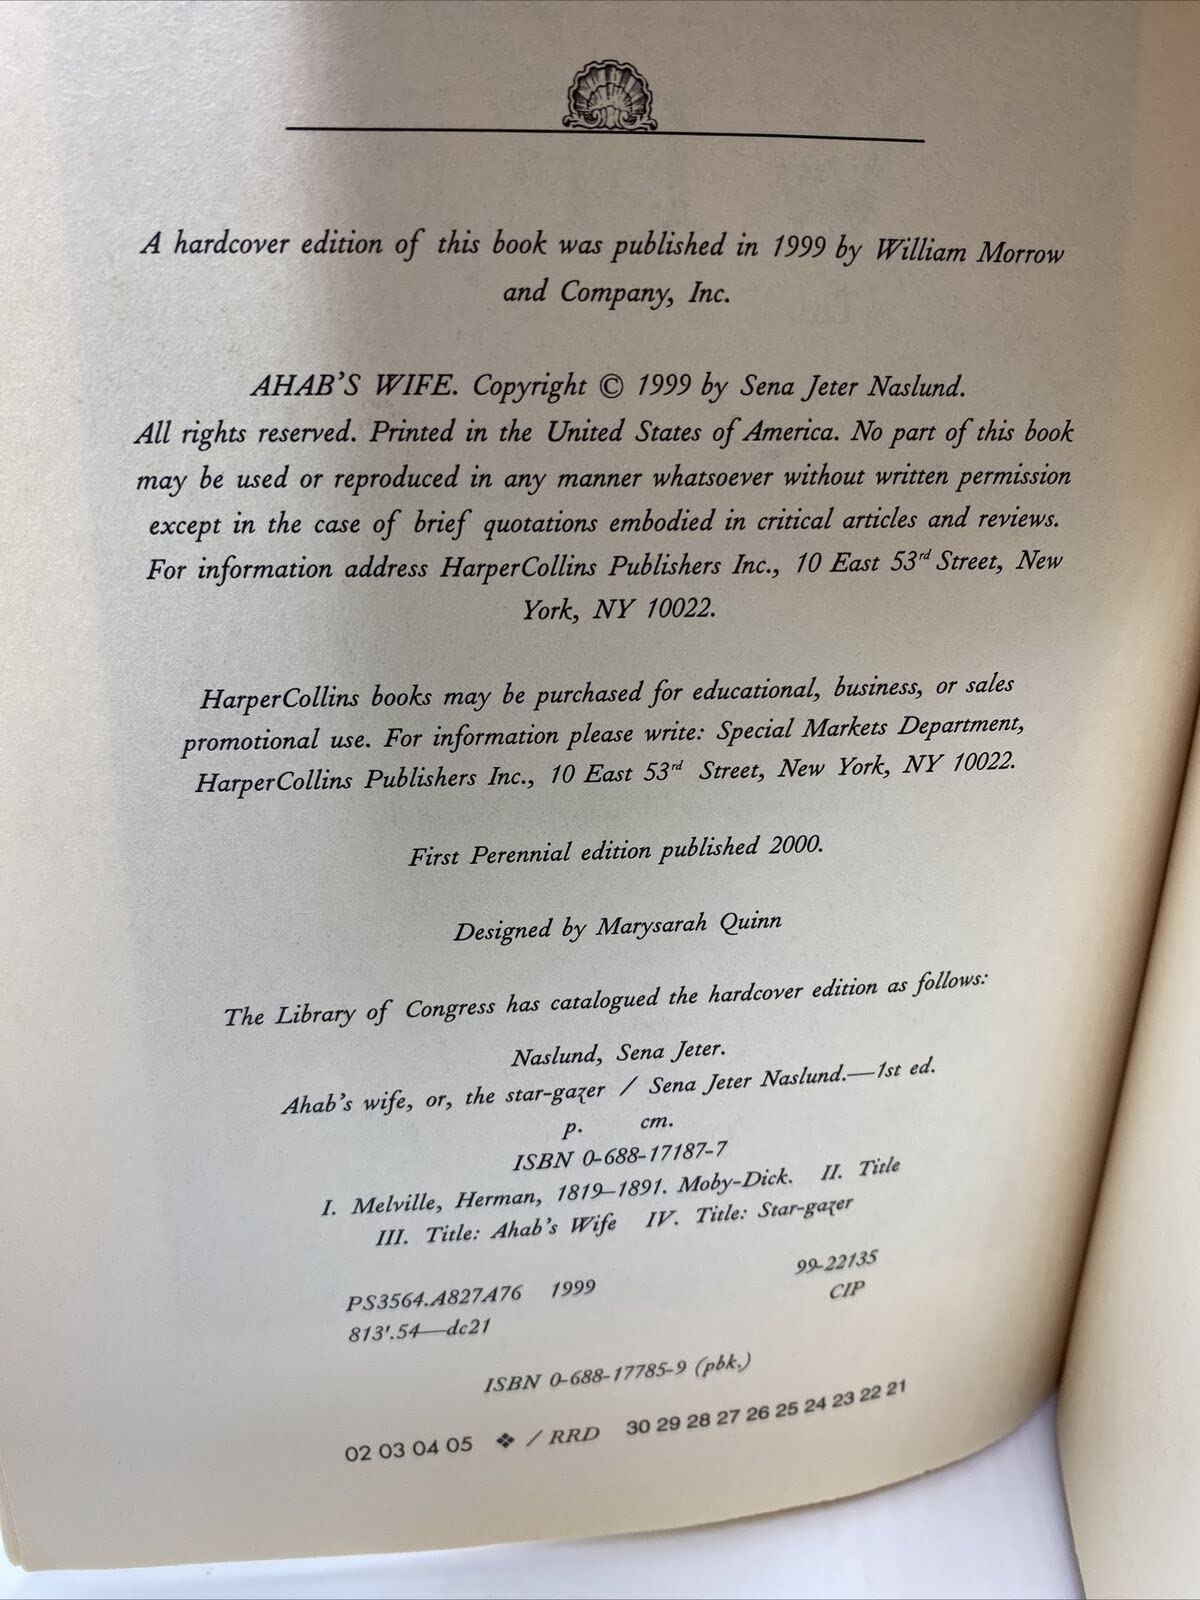 A hardcover edition of this book was published in 1999 by William Morrow
and Company, Inc.
AHAB'S WIFE. Copyright © 1999 by Sena Jeter Naslund.
All rights reserved. Printed in the United States of America. No part of this book
may be used or reproduced in any manner whatsoever without written permission
except in the case of brief quotations embodied in critical articles and reviews.
For information address HarperCollins Publishers Inc., 10 East 53rd Street, New
York, NY 10022.
HarperCollins books may be purchased for educational, business, or sales
promotional use. For information please write: Special Markets Department,
HarperCollins Publishers Inc., 10 East 53rd Street, New York, NY 10022.
First Perennial edition published 2000.
Designed by Marysarah Quinn
The Library of Congress has catalogued the hardcover edition as follows:
Naslund, Sena Jeter.
Ahab's wife, or, the star-gazer / Sena Jeter Naslund.—1st ed.
p. cm.
ISBN 0-688-17187-7
I. Melville, Herman, 1819–1891. Moby-Dick. II. Title
III. Title: Ahab's Wife IV. Title: Star-gazer
PS3564.A827A76 1999 99-22135
813'.54—dc21 CIP
ISBN 0-688-17785-9 (pbk.)
02 03 04 05 ❖ / RRD 30 29 28 27 26 25 24 23 22 21